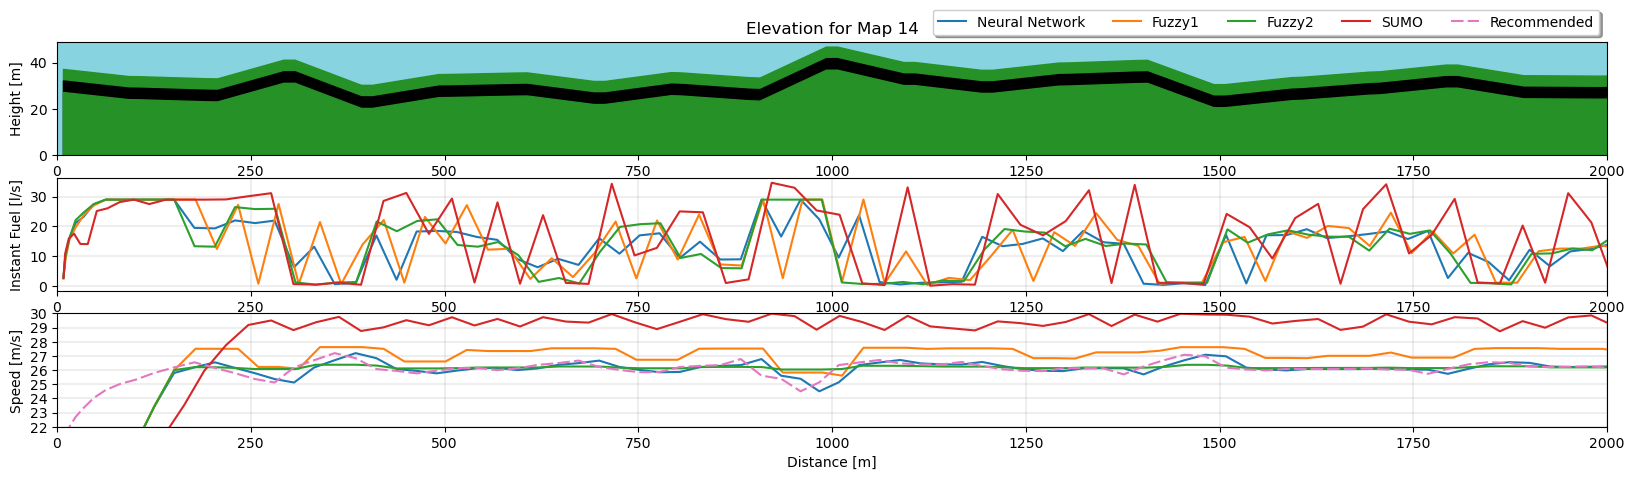 Elevation for Map 14
Neural Network Fuzzy1 Fuzzy2 SUMO Recommended
Height [m]
40
20
0
0 250 500 750 1000 1250 1500 1750 2000
Instant Fuel [l/s]
30
20
10
0
0 250 500 750 1000 1250 1500 1750 2000
Speed [m/s]
30
29
28
27
26
25
24
23
22
0 250 500 750 1000 1250 1500 1750 2000
Distance [m]